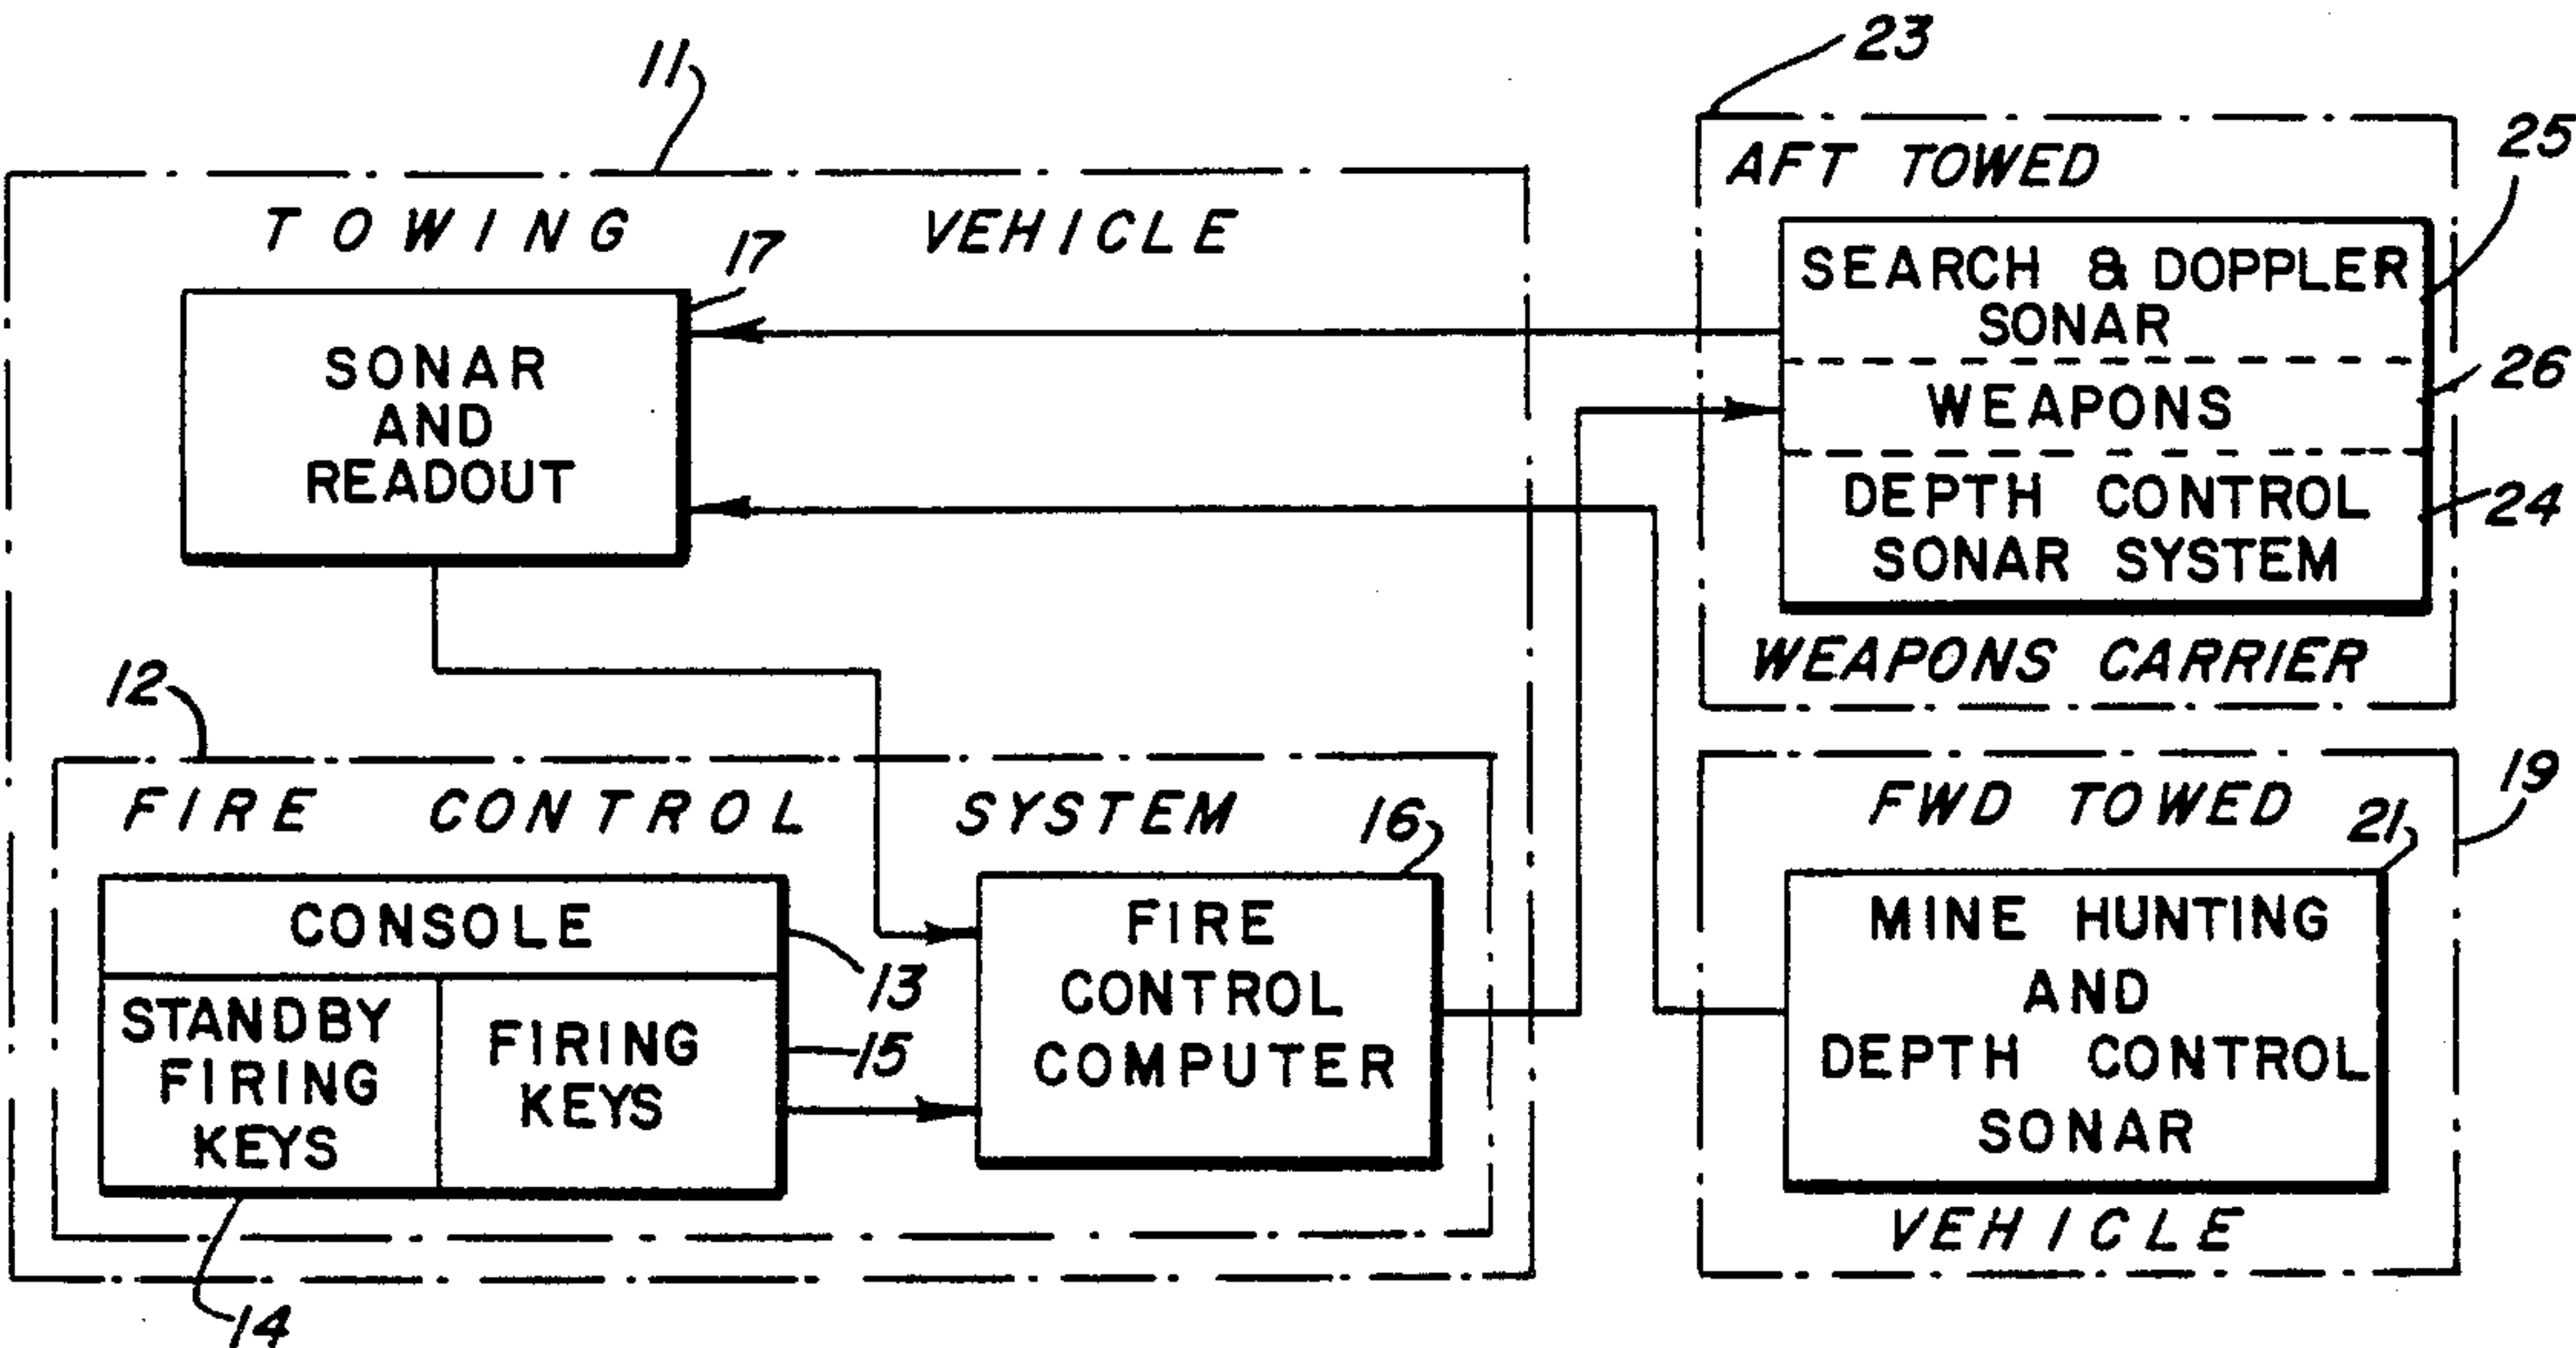 11
TOWING VEHICLE
17
SONAR
AND
READOUT
12
FIRE CONTROL SYSTEM
CONSOLE
13
STANDBY
FIRING
KEYS
14
FIRING
KEYS
15
16
FIRE
CONTROL
COMPUTER
23
AFT TOWED
25
SEARCH & DOPPLER
SONAR
26
WEAPONS
DEPTH CONTROL
SONAR SYSTEM
24
WEAPONS CARRIER
19
FWD TOWED
21
MINE HUNTING
AND
DEPTH CONTROL
SONAR
VEHICLE